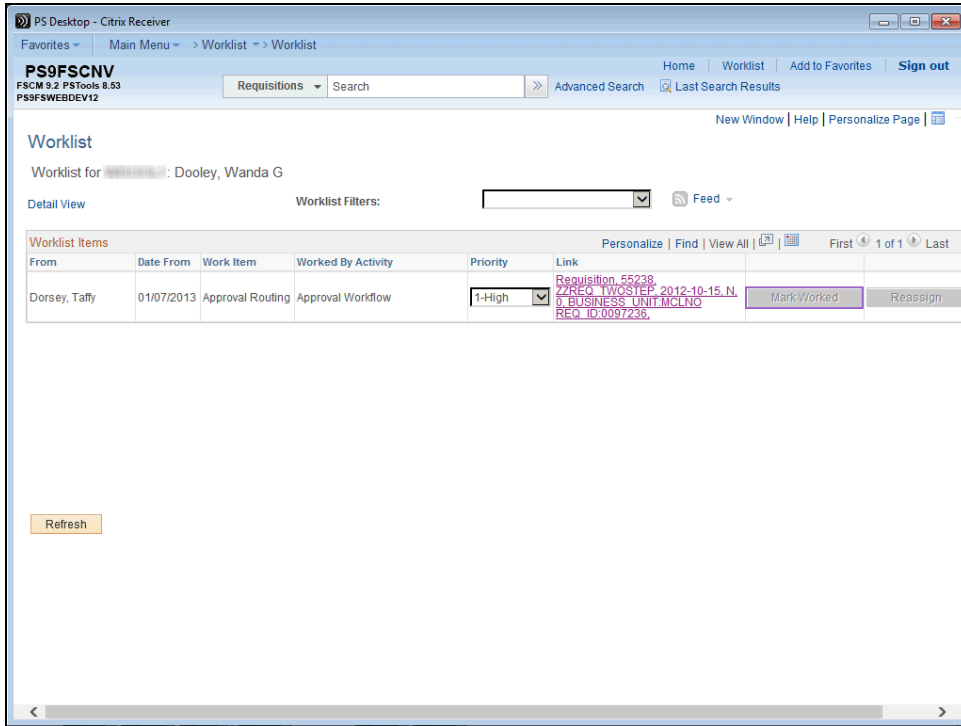 PS Desktop - Citrix Receiver
Favorites Main Menu > Worklist > Worklist
PS9FSCNV
FSCM 9.2 PSTools 8.53
PS9FSWEBDEV12
Home Worklist Add to Favorites Sign out
Requisitions Search >> Advanced Search Last Search Results
New Window | Help | Personalize Page |
Worklist
Worklist for : Dooley, Wanda G
Detail View Worklist Filters: Feed
Worklist Items Personalize | Find | View All | | First 1 of 1 Last
From Date From Work Item Worked By Activity Priority Link
Dorsey, Taffy 01/07/2013 Approval Routing Approval Workflow 1-High
Requisition, 55238,
ZZREQ_TWOSTEP, 2012-10-15, N,
0, BUSINESS_UNIT:MCLNO
REQ_ID:0097236,
Mark Worked Reassign
Refresh